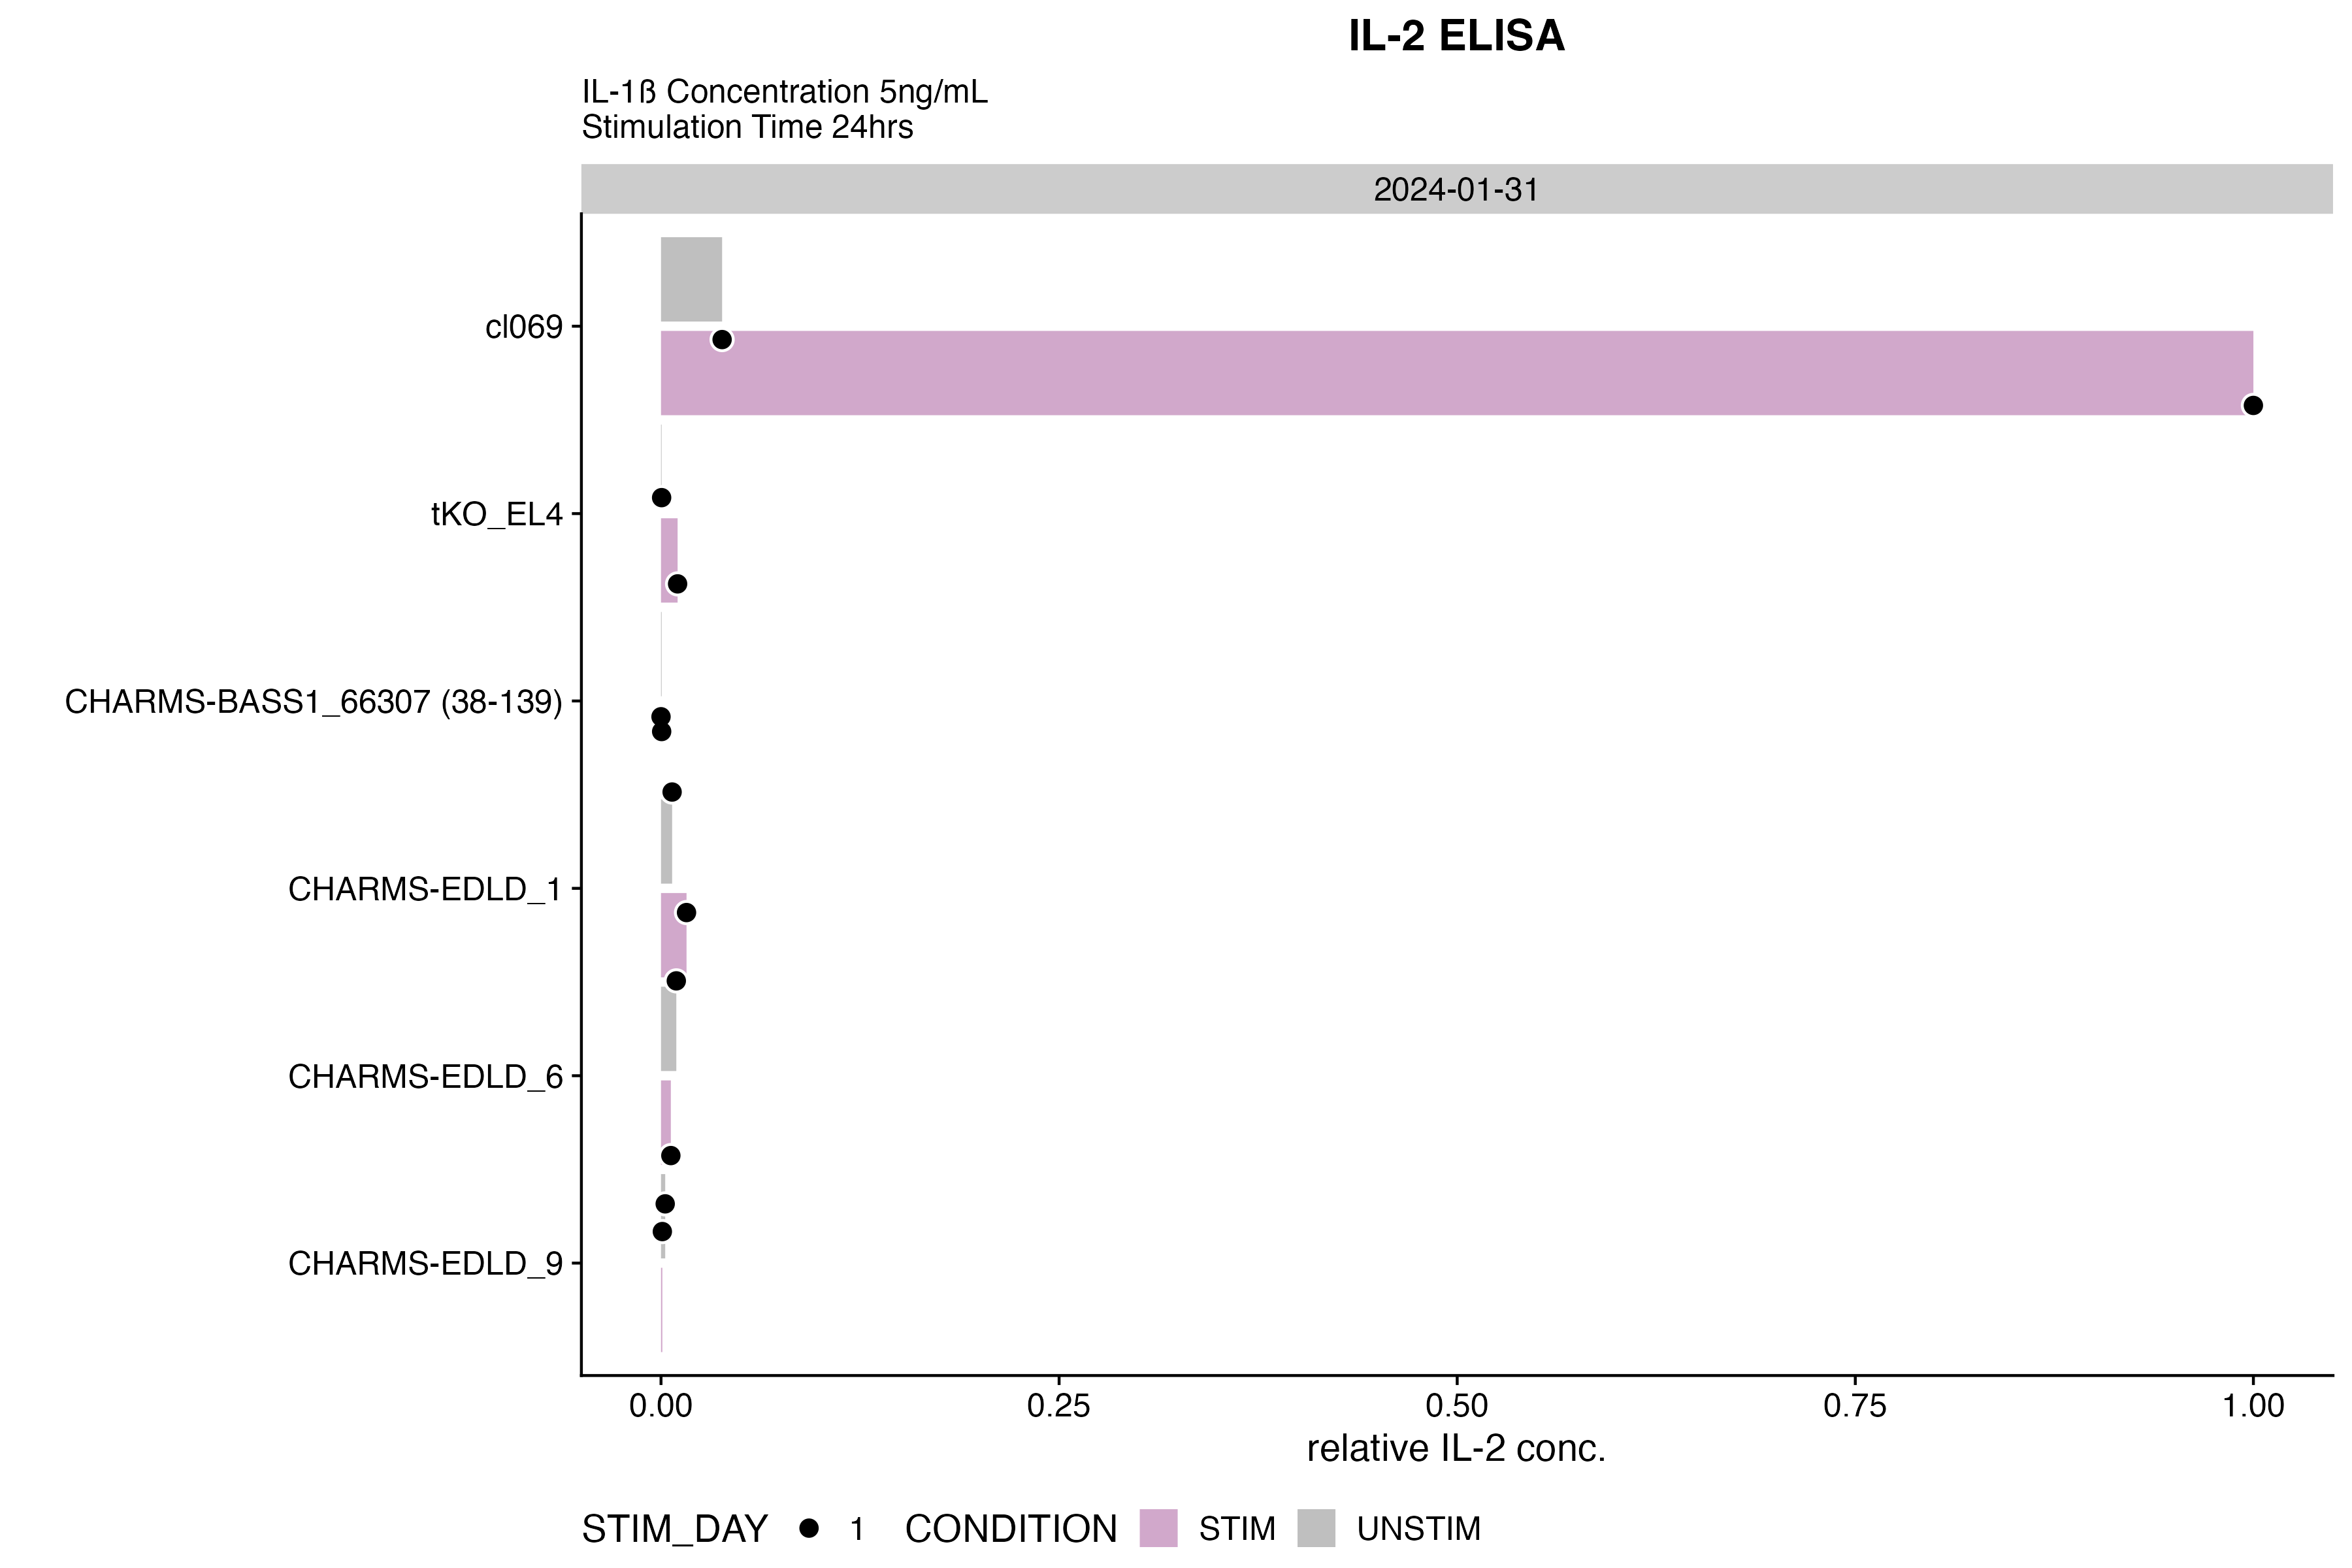 IL-2 ELISA
IL-1ß Concentration 5ng/mL
Stimulation Time 24hrs
2024-01-31
cl069
tKO_EL4
CHARMS-BASS1_66307 (38-139)
CHARMS-EDLD_1
CHARMS-EDLD_6
CHARMS-EDLD_9
0.00 0.25 0.50 0.75 1.00
relative IL-2 conc.
STIM_DAY 1 CONDITION STIM UNSTIM